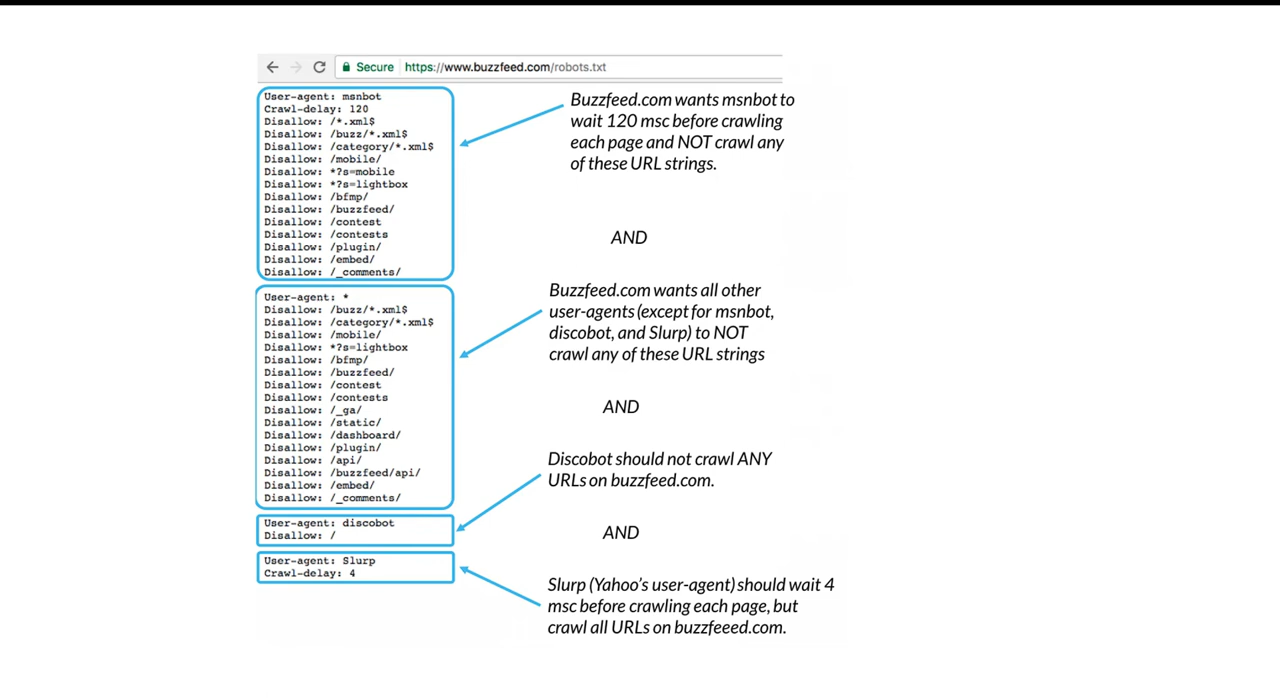 Secure https://www.buzzfeed.com/robots.txt
User-agent: msnbot
Crawl-delay: 120
Disallow: /*.xml$
Disallow: /buzz/*.xml$
Disallow: /category/*.xml$
Disallow: /mobile/
Disallow: *?s=mobile
Disallow: *?s=lightbox
Disallow: /bfmp/
Disallow: /buzzfeed/
Disallow: /contest
Disallow: /contests
Disallow: /plugin/
Disallow: /embed/
Disallow: /_comments/
Buzzfeed.com wants msnbot to
wait 120 msc before crawling
each page and NOT crawl any
of these URL strings.
AND
User-agent: *
Disallow: /buzz/*.xml$
Disallow: /category/*.xml$
Disallow: /mobile/
Disallow: *?s=lightbox
Disallow: /bfmp/
Disallow: /buzzfeed/
Disallow: /contest
Disallow: /contests
Disallow: /_ga/
Disallow: /static/
Disallow: /dashboard/
Disallow: /plugin/
Disallow: /api/
Disallow: /buzzfeed/api/
Disallow: /embed/
Disallow: /_comments/
Buzzfeed.com wants all other
user-agents (except for msnbot,
discobot, and Slurp) to NOT
crawl any of these URL strings
AND
User-agent: discobot
Disallow: /
Discobot should not crawl ANY
URLs on buzzfeed.com.
AND
User-agent: Slurp
Crawl-delay: 4
Slurp (Yahoo's user-agent) should wait 4
msc before crawling each page, but
crawl all URLs on buzzfeeed.com.